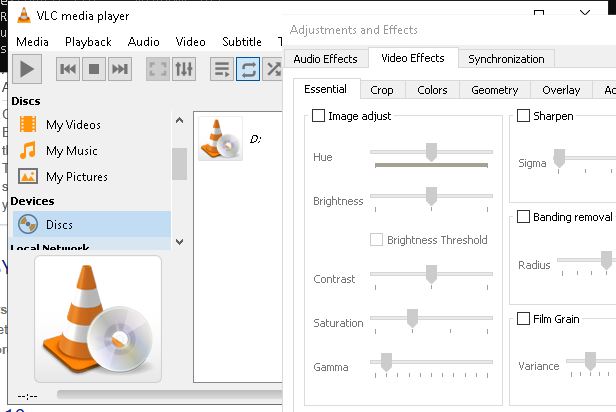 VLC media player
Media Playback Audio Video Subtitle T
Discs
My Videos
My Music
My Pictures
Devices
Discs
Local Network
D:
--:--
Adjustments and Effects
Audio Effects Video Effects Synchronization
Essential Crop Colors Geometry Overlay
Image adjust
Hue
Brightness
Brightness Threshold
Contrast
Saturation
Gamma
Sharpen
Sigma
Banding removal
Radius
Film Grain
Variance